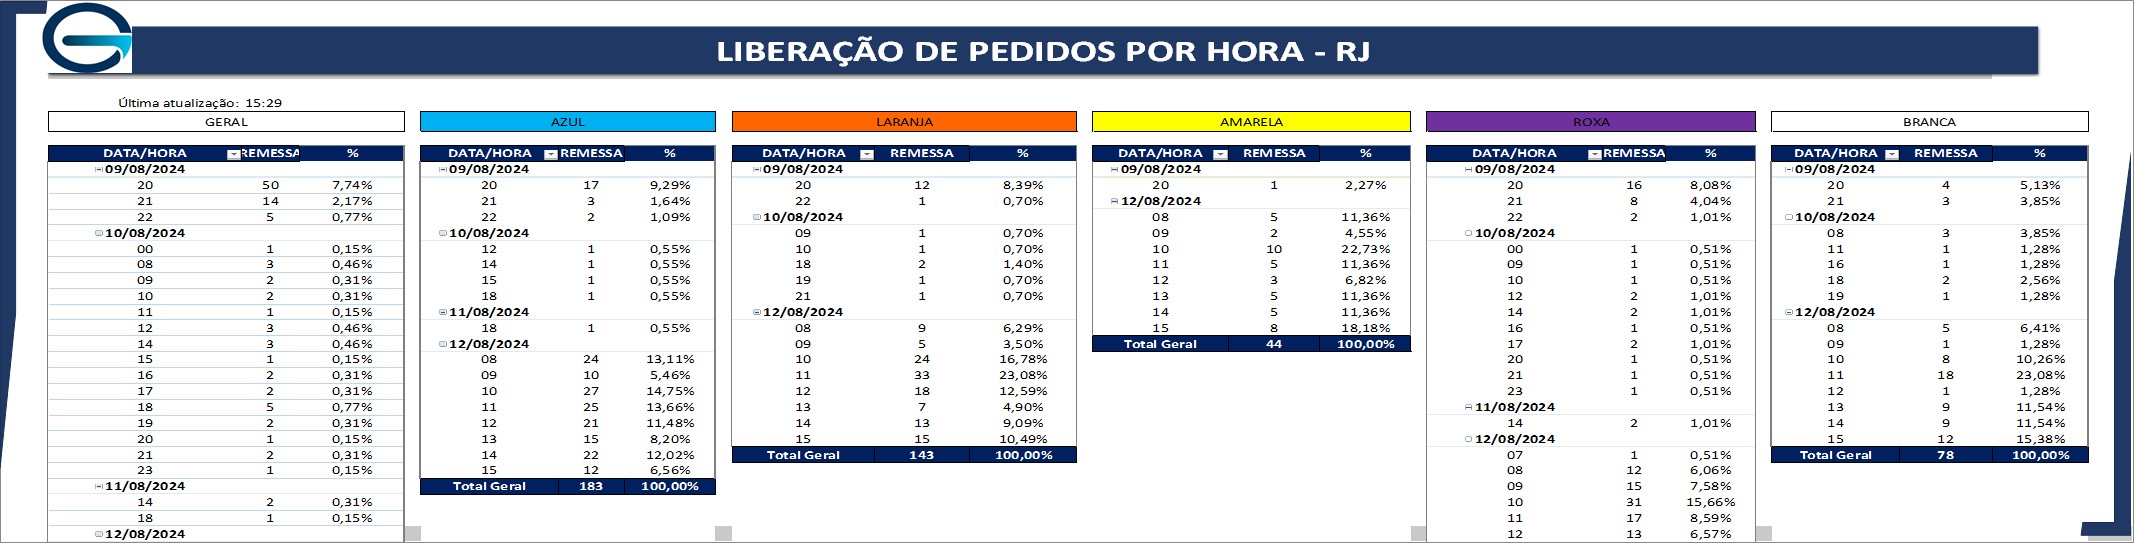 LIBERAÇÃO DE PEDIDOS POR HORA - RJ
Última atualização: 15:29
GERAL
DATA/HORA REMESSA %
09/08/2024
20 50 7,74%
21 14 2,17%
22 5 0,77%
10/08/2024
00 1 0,15%
08 3 0,46%
09 2 0,31%
10 2 0,31%
11 1 0,15%
12 3 0,46%
14 3 0,46%
15 1 0,15%
16 2 0,31%
17 2 0,31%
18 5 0,77%
19 2 0,31%
20 1 0,15%
21 2 0,31%
23 1 0,15%
11/08/2024
14 2 0,31%
18 1 0,15%
12/08/2024
AZUL
DATA/HORA REMESSA %
09/08/2024
20 17 9,29%
21 3 1,64%
22 2 1,09%
10/08/2024
12 1 0,55%
14 1 0,55%
15 1 0,55%
18 1 0,55%
11/08/2024
18 1 0,55%
12/08/2024
08 24 13,11%
09 10 5,46%
10 27 14,75%
11 25 13,66%
12 21 11,48%
13 15 8,20%
14 22 12,02%
15 12 6,56%
Total Geral 183 100,00%
LARANJA
DATA/HORA REMESSA %
09/08/2024
20 12 8,39%
22 1 0,70%
10/08/2024
09 1 0,70%
10 1 0,70%
18 2 1,40%
19 1 0,70%
21 1 0,70%
12/08/2024
08 9 6,29%
09 5 3,50%
10 24 16,78%
11 33 23,08%
12 18 12,59%
13 7 4,90%
14 13 9,09%
15 15 10,49%
Total Geral 143 100,00%
AMARELA
DATA/HORA REMESSA %
09/08/2024
20 1 2,27%
12/08/2024
08 5 11,36%
09 2 4,55%
10 10 22,73%
11 5 11,36%
12 3 6,82%
13 5 11,36%
14 5 11,36%
15 8 18,18%
Total Geral 44 100,00%
ROXA
DATA/HORA REMESSA %
09/08/2024
20 16 8,08%
21 8 4,04%
22 2 1,01%
10/08/2024
00 1 0,51%
09 1 0,51%
10 1 0,51%
12 2 1,01%
14 2 1,01%
16 1 0,51%
17 2 1,01%
20 1 0,51%
21 1 0,51%
23 1 0,51%
11/08/2024
14 2 1,01%
12/08/2024
07 1 0,51%
08 12 6,06%
09 15 7,58%
10 31 15,66%
11 17 8,59%
12 13 6,57%
BRANCA
DATA/HORA REMESSA %
09/08/2024
20 4 5,13%
21 3 3,85%
10/08/2024
08 3 3,85%
11 1 1,28%
16 1 1,28%
18 2 2,56%
19 1 1,28%
12/08/2024
08 5 6,41%
09 1 1,28%
10 8 10,26%
11 18 23,08%
12 1 1,28%
13 9 11,54%
14 9 11,54%
15 12 15,38%
Total Geral 78 100,00%